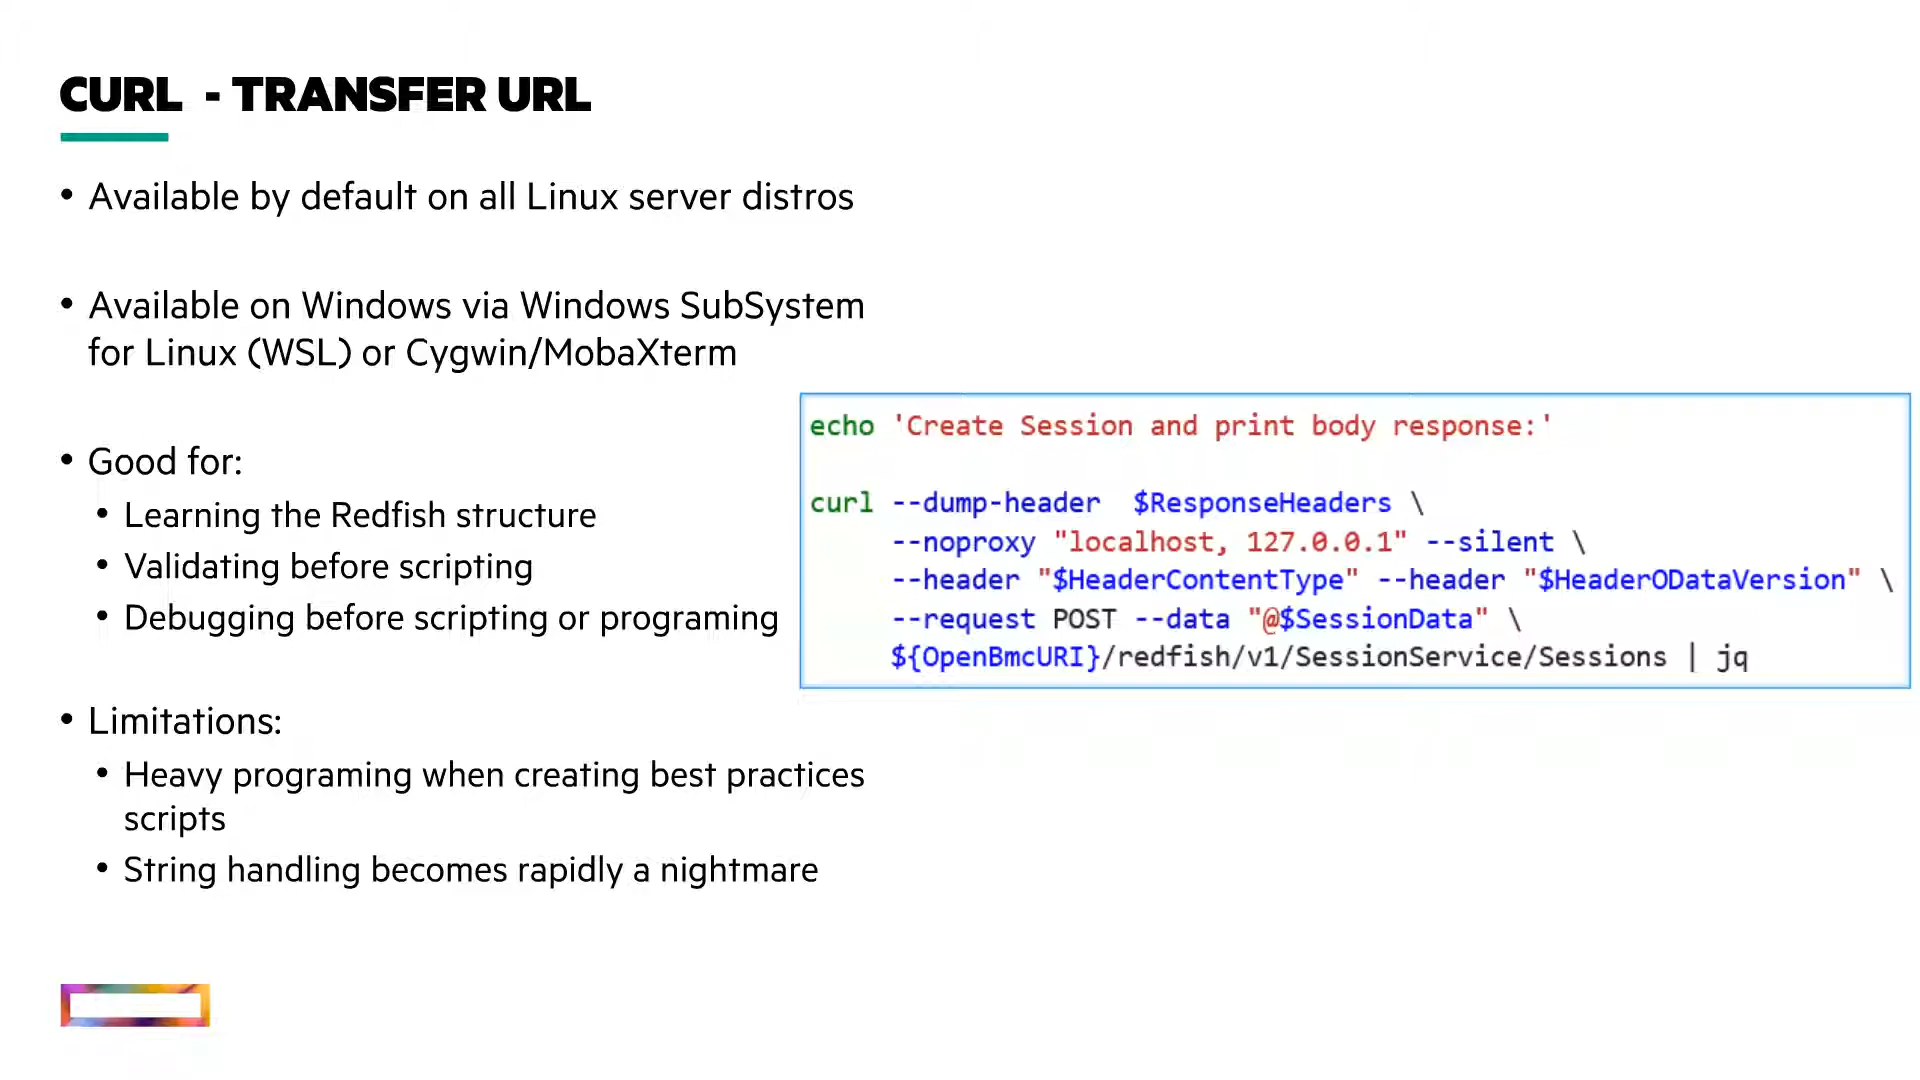 CURL - TRANSFER URL
• Available by default on all Linux server distros
• Available on Windows via Windows SubSystem
for Linux (WSL) or Cygwin/MobaXterm
• Good for:
• Learning the Redfish structure
• Validating before scripting
• Debugging before scripting or programing
• Limitations:
• Heavy programing when creating best practices
scripts
• String handling becomes rapidly a nightmare
echo 'Create Session and print body response:'
curl --dump-header  $ResponseHeaders \
--noproxy "localhost, 127.0.0.1" --silent \
--header "$HeaderContentType" --header "$HeaderODataVersion" \
--request POST --data "@$SessionData" \
${OpenBmcURI}/redfish/v1/SessionService/Sessions | jq